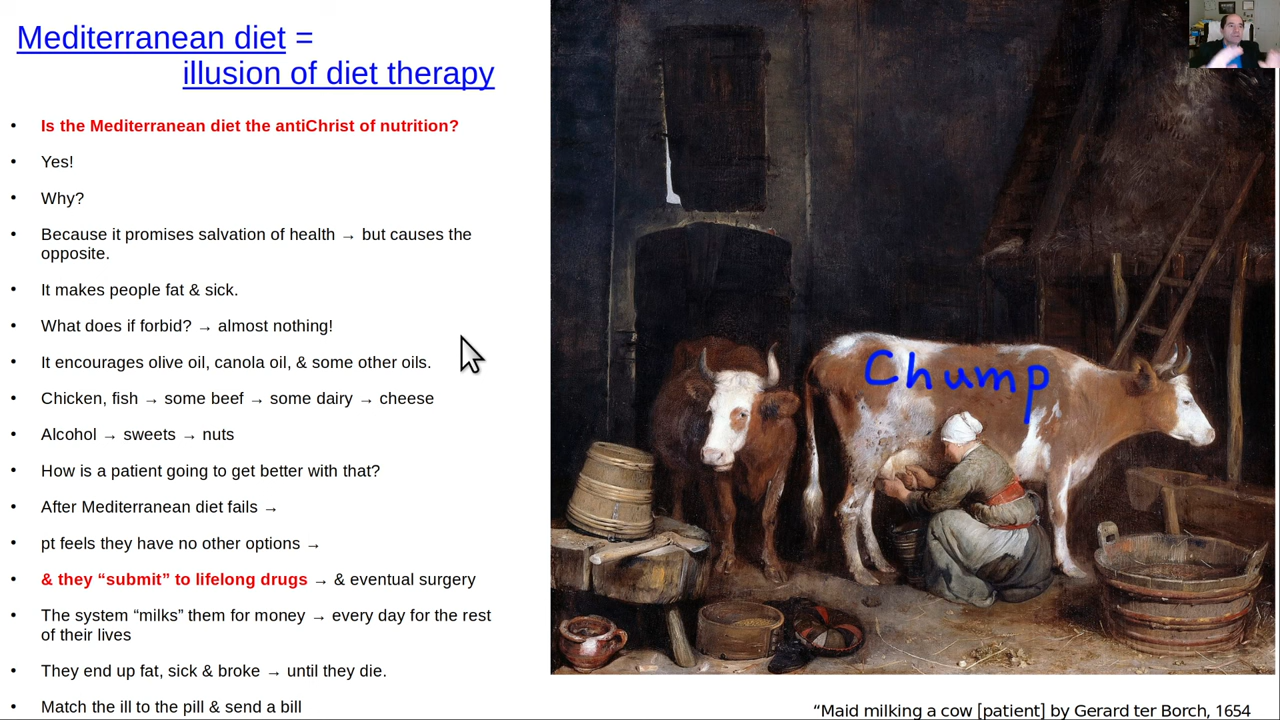 Mediterranean diet =
illusion of diet therapy
• Is the Mediterranean diet the antiChrist of nutrition?
• Yes!
• Why?
• Because it promises salvation of health → but causes the
opposite.
• It makes people fat & sick.
• What does if forbid? → almost nothing!
• It encourages olive oil, canola oil, & some other oils.
• Chicken, fish → some beef → some dairy → cheese
• Alcohol → sweets → nuts
• How is a patient going to get better with that?
• After Mediterranean diet fails →
• pt feels they have no other options →
• & they “submit” to lifelong drugs → & eventual surgery
• The system “milks” them for money → every day for the rest
of their lives
• They end up fat, sick & broke → until they die.
• Match the ill to the pill & send a bill
Chump
“Maid milking a cow [patient] by Gerard ter Borch, 1654